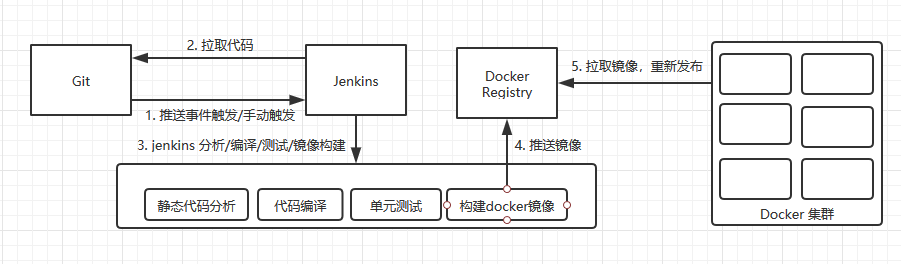 2. 拉取代码
Git
Jenkins
1. 推送事件触发/手动触发
Docker
Registry
5. 拉取镜像，重新发布
3. jenkins 分析/编译/测试/镜像构建
4. 推送镜像
静态代码分析
代码编译
单元测试
构建docker镜像
Docker 集群